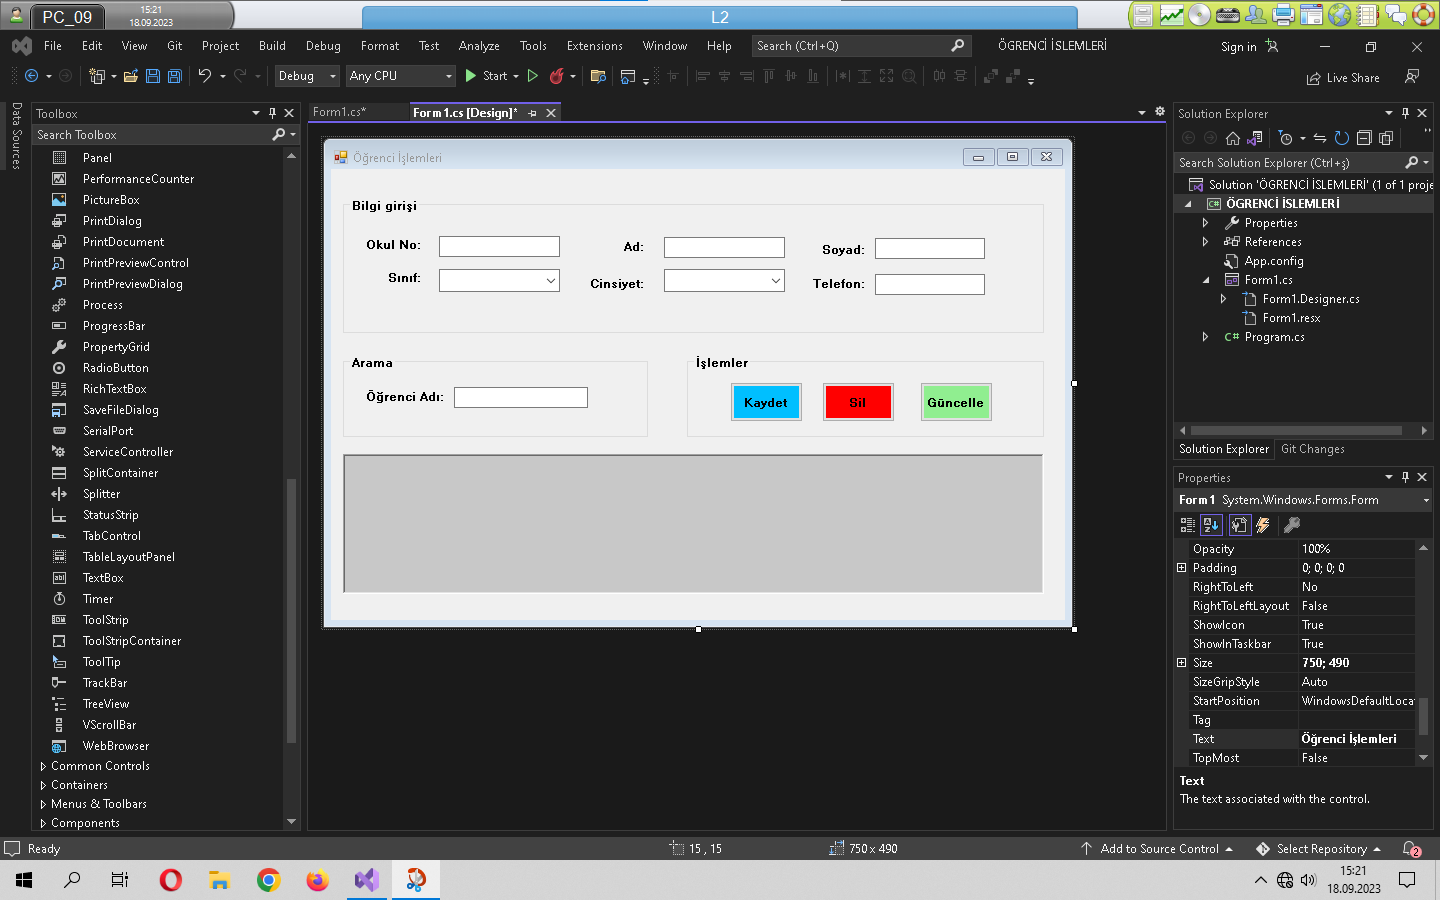 PC_09
15:21
18.09.2023
L2
File Edit View Git Project Build Debug Format Test Analyze Tools Extensions Window Help Search (Ctrl+Q) ÖGRENCİ İSLEMLERİ Sign in
Debug Any CPU Start Live Share
Data Sources
Toolbox
Search Toolbox
Panel
PerformanceCounter
PictureBox
PrintDialog
PrintDocument
PrintPreviewControl
PrintPreviewDialog
Process
ProgressBar
PropertyGrid
RadioButton
RichTextBox
SaveFileDialog
SerialPort
ServiceController
SplitContainer
Splitter
StatusStrip
TabControl
TableLayoutPanel
TextBox
Timer
ToolStrip
ToolStripContainer
ToolTip
TrackBar
TreeView
VScrollBar
WebBrowser
Common Controls
Containers
Menus & Toolbars
Components
Form1.cs* Form1.cs [Design]*
Öğrenci İşlemleri
Bilgi girişi
Okul No: Ad: Soyad:
Sınıf: Cinsiyet: Telefon:
Arama
Öğrenci Adı:
İşlemler
Kaydet Sil Güncelle
Solution Explorer
Search Solution Explorer (Ctrl+ş)
Solution 'ÖGRENCİ İSLEMLERİ' (1 of 1 proje
C# ÖGRENCİ İSLEMLERİ
Properties
References
App.config
Form1.cs
Form1.Designer.cs
Form1.resx
C# Program.cs
Solution Explorer Git Changes
Properties
Form1 System.Windows.Forms.Form
Opacity 100%
Padding 0; 0; 0; 0
RightToLeft No
RightToLeftLayout False
ShowIcon True
ShowInTaskbar True
Size 750; 490
SizeGripStyle Auto
StartPosition WindowsDefaultLoca
Tag
Text Öğrenci İşlemleri
TopMost False
Text
The text associated with the control.
Ready 15 , 15 750 x 490 Add to Source Control Select Repository 2
15:21
18.09.2023